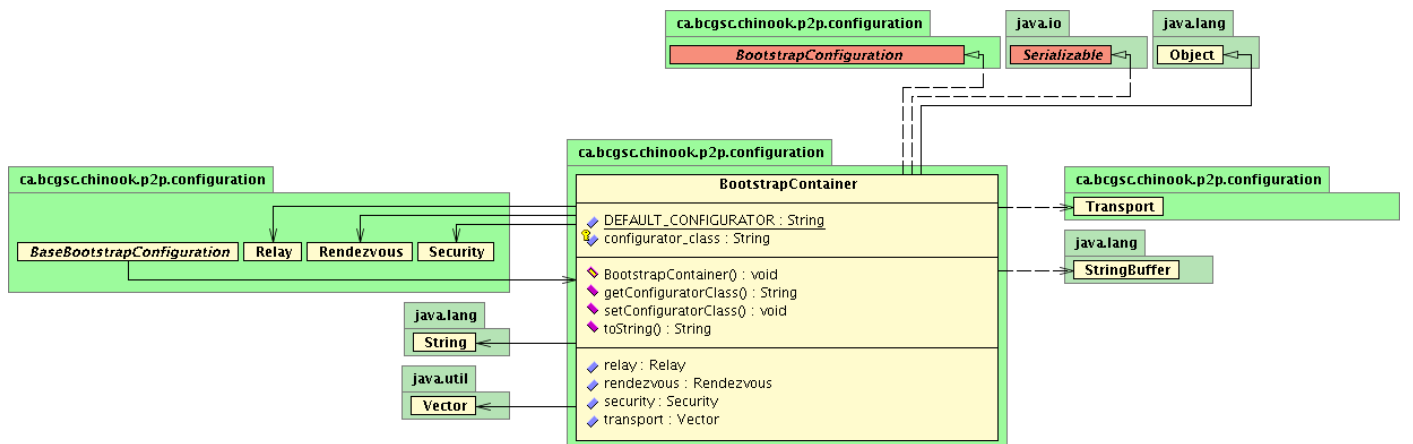 ca.bcgsc.chinook.p2p.configuration
BootstrapConfiguration
java.io
Serializable
java.lang
Object
ca.bcgsc.chinook.p2p.configuration
BaseBootstrapConfiguration
Relay
Rendezvous
Security
java.lang
String
java.util
Vector
ca.bcgsc.chinook.p2p.configuration
BootstrapContainer
DEFAULT_CONFIGURATOR : String
configurator_class : String
BootstrapContainer() : void
getConfiguratorClass() : String
setConfiguratorClass() : void
toString() : String
relay : Relay
rendezvous : Rendezvous
security : Security
transport : Vector
ca.bcgsc.chinook.p2p.configuration
Transport
java.lang
StringBuffer